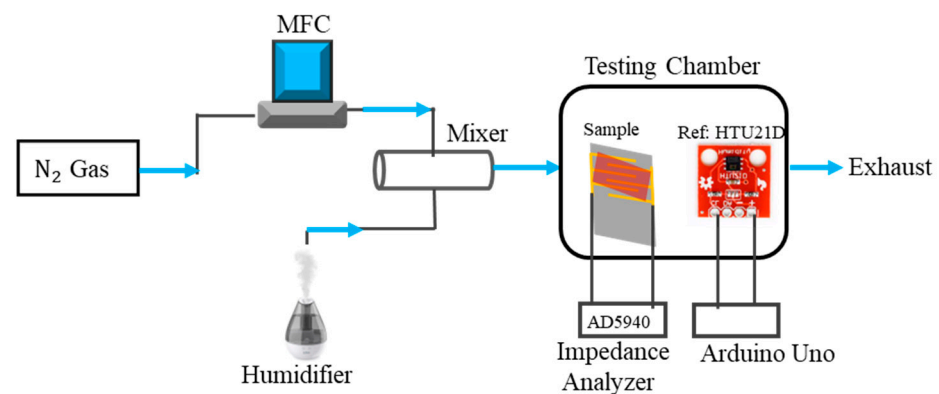 MFC
Testing Chamber
Mixer
Sample
Ref: HTU21D
N₂ Gas
Exhaust
AD5940
Impedance
Analyzer
Arduino Uno
Humidifier